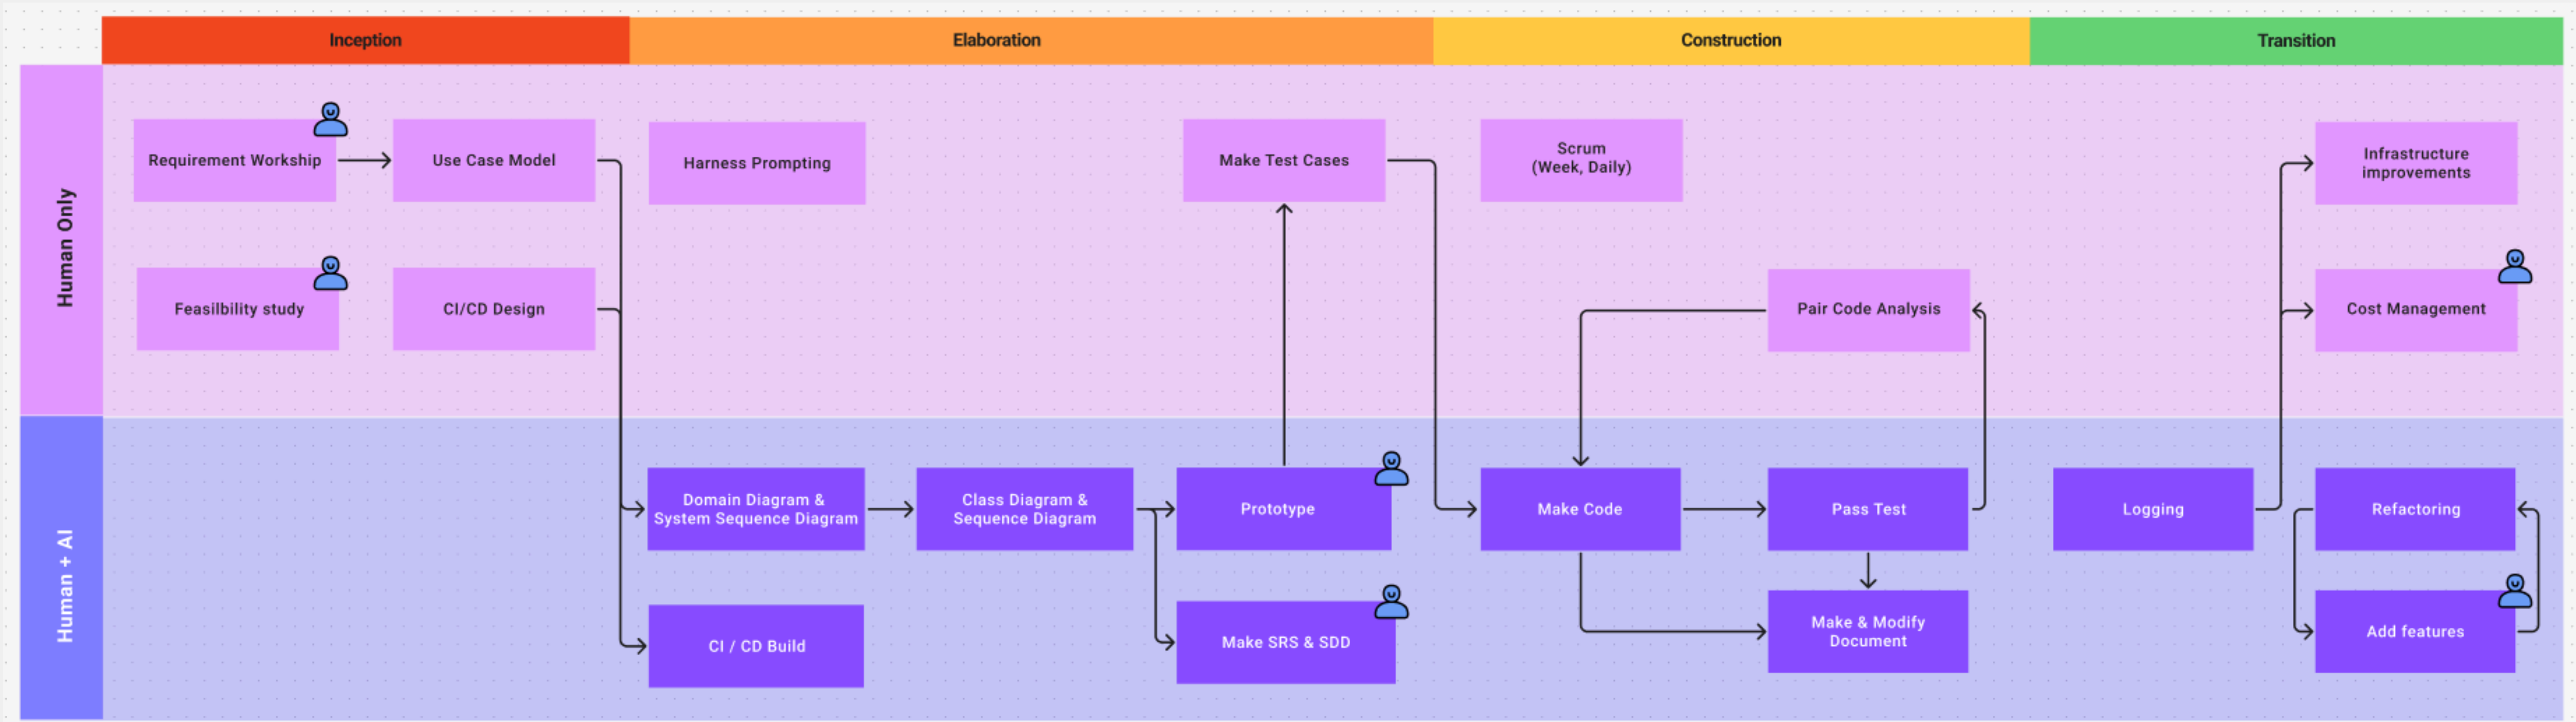 Inception
Elaboration
Construction
Transition
Human Only
Requirement Workship
Use Case Model
Harness Prompting
Make Test Cases
Scrum
(Week, Daily)
Infrastructure
improvements
Feasilbility study
CI/CD Design
Pair Code Analysis
Cost Management
Human + AI
Domain Diagram &
System Sequence Diagram
Class Diagram &
Sequence Diagram
Prototype
Make Code
Pass Test
Logging
Refactoring
CI / CD Build
Make SRS & SDD
Make & Modify
Document
Add features